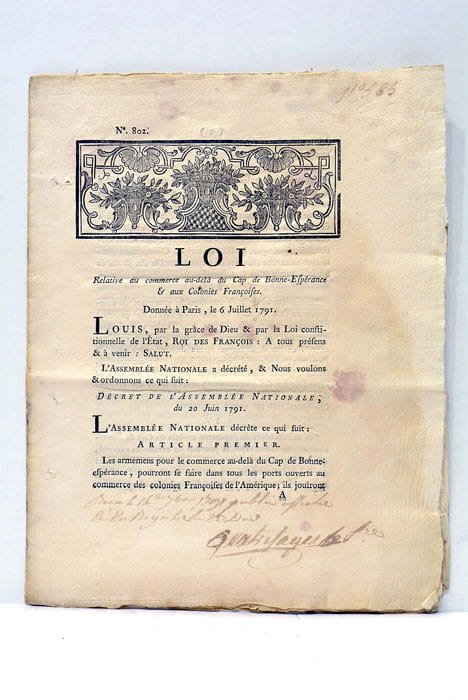 Nº. 802.
LOI
Relative au commerce au-delà du Cap de Bonne-Espérance
& aux Colonies Françoises.
Donnée à Paris, le 6 Juillet 1791.
LOUIS, par la grâce de Dieu & par la Loi consti-
tionnelle de l'État, ROI DES FRANÇOIS : A tous présens
& à venir : SALUT.
L'ASSEMBLÉE NATIONALE a décrété, & Nous voulons
& ordonnons ce qui suit :
DÉCRET DE L'ASSEMBLÉE NATIONALE,
du 20 Juin 1791.
L'ASSEMBLÉE NATIONALE décrète ce qui suit :
ARTICLE PREMIER.
Les armemens pour le commerce au-delà du Cap de Bonne-
espérance, pourront se faire dans tous les ports ouverts au
commerce des colonies Françoises de l'Amérique; ils jouiront
A